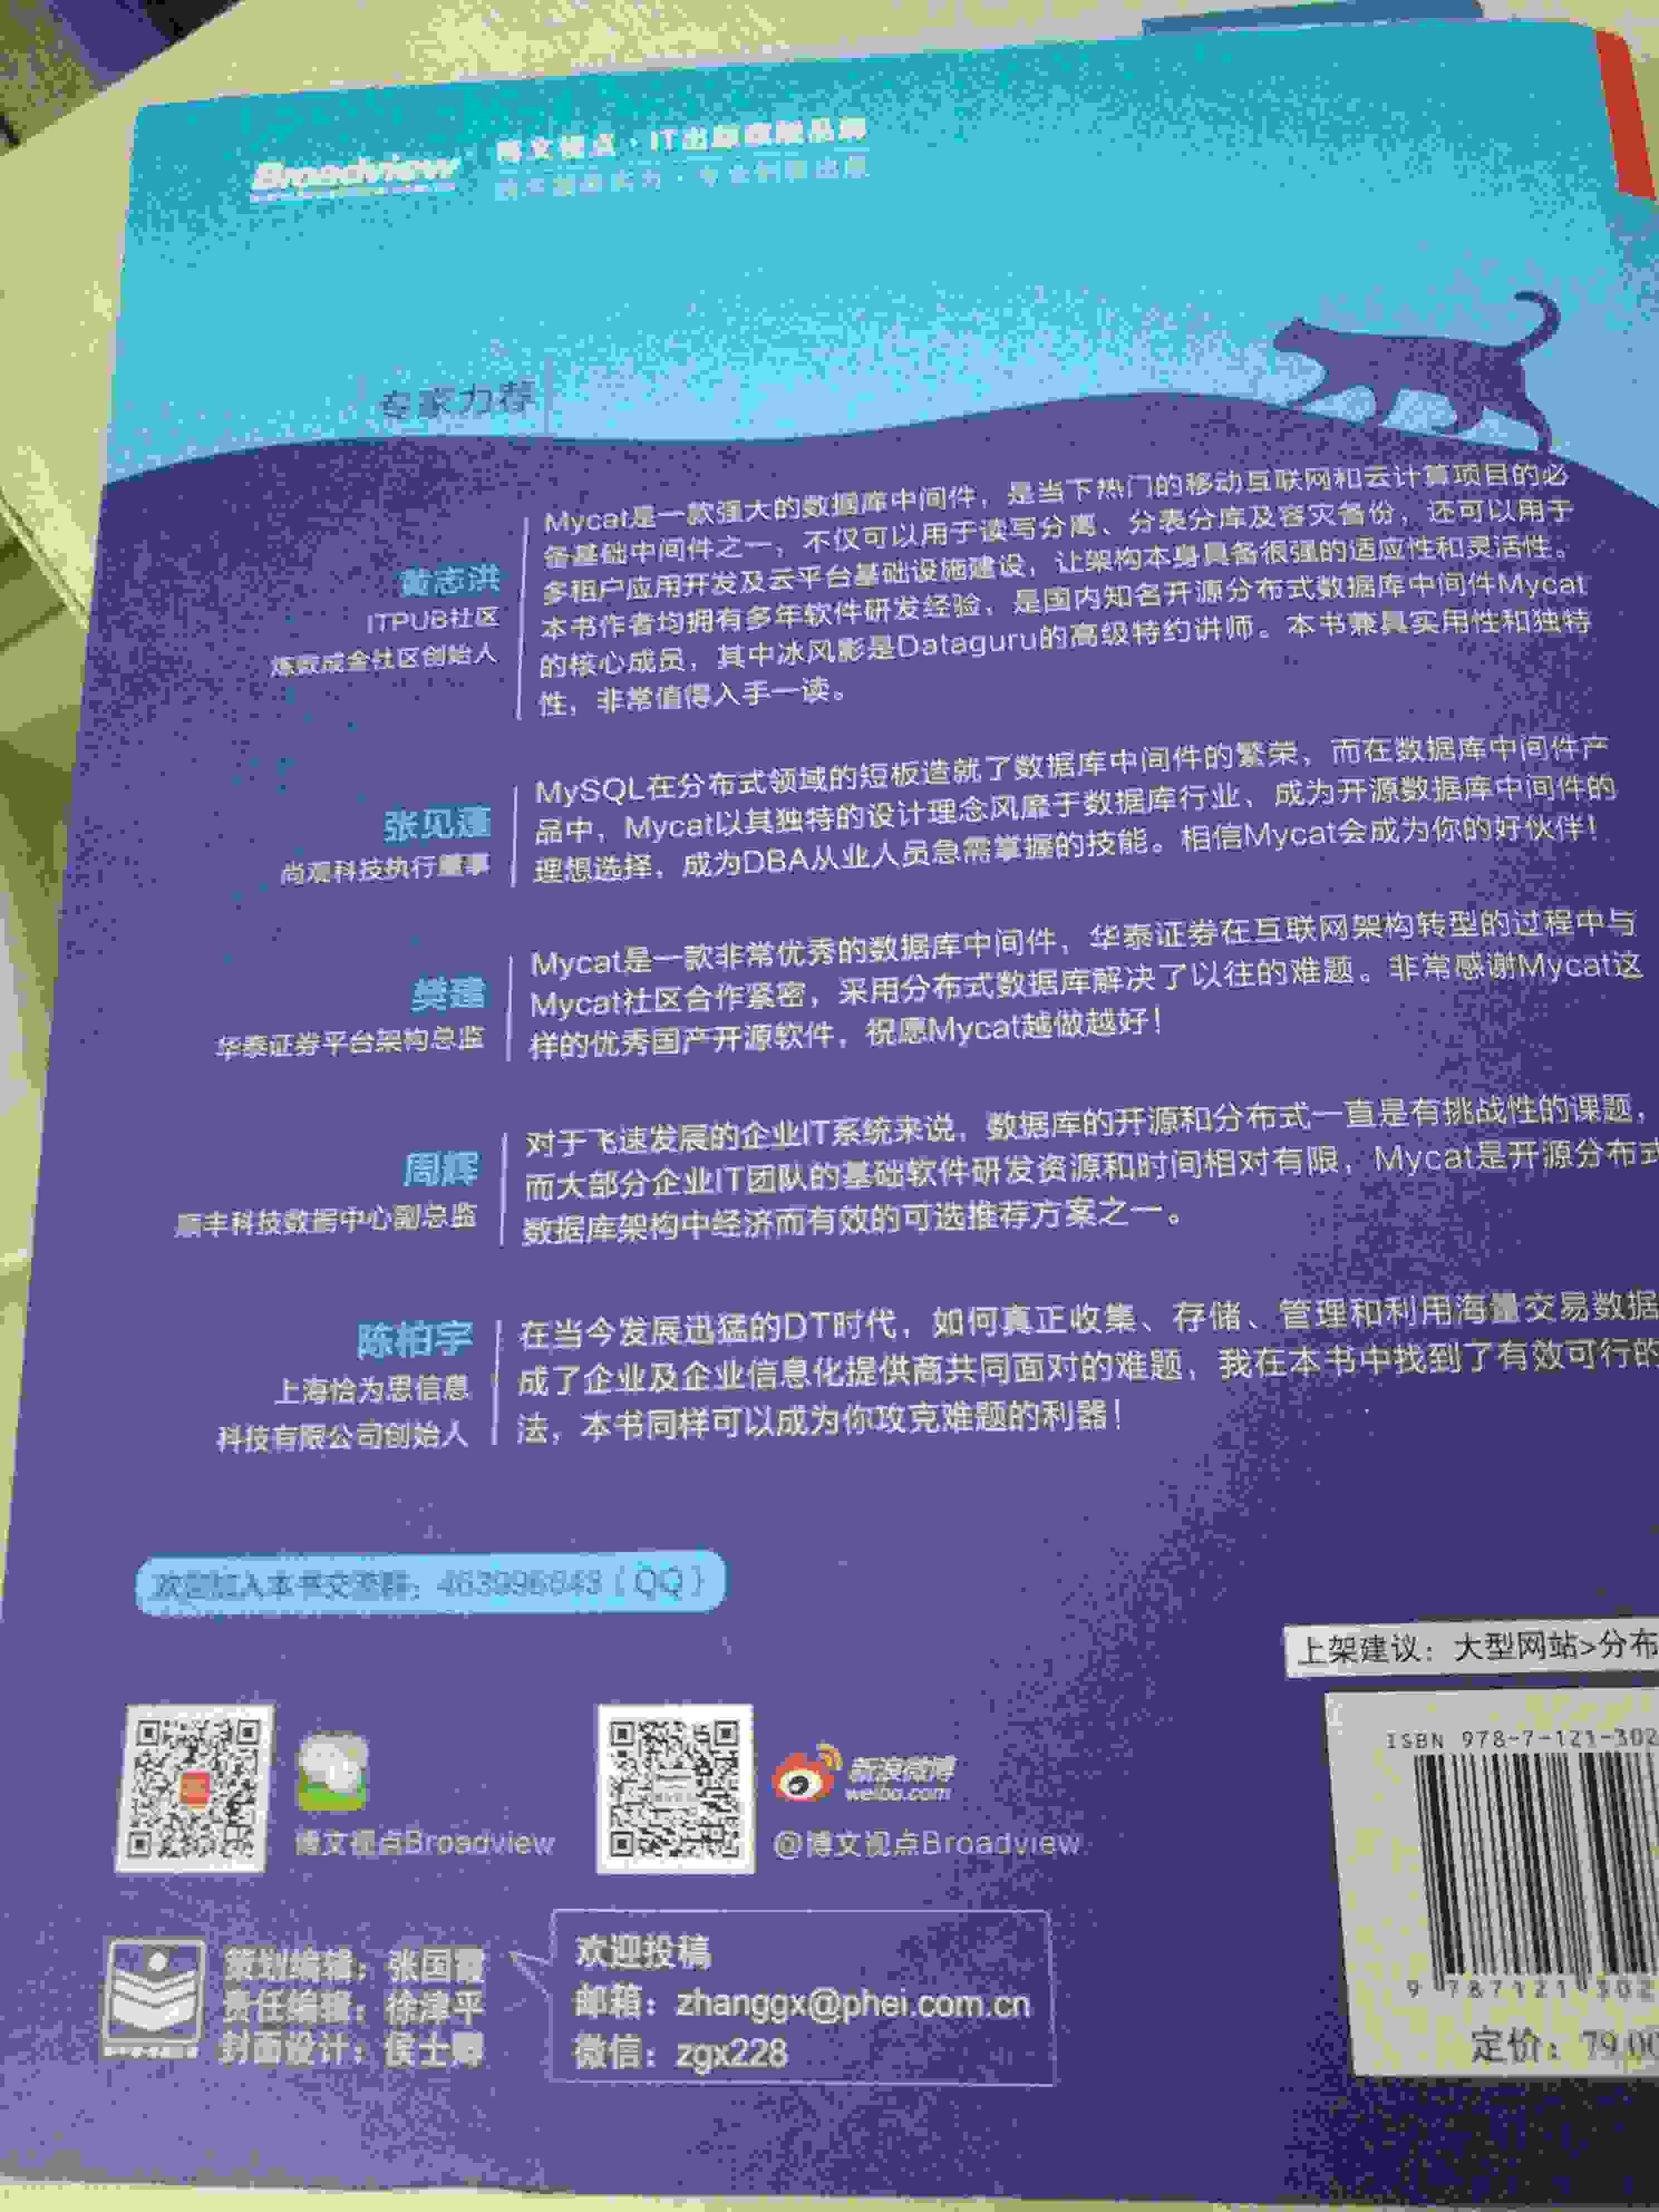 Broadview
博文视点·IT出版旗舰品牌
专家力荐
黄志洪
ITPUB社区
炼数成金社区创始人
Mycat是一款强大的数据库中间件，是当下热门的移动互联网和云计算项目的必
备基础中间件之一，不仅可以用于读写分离、分表分库及容灾备份，还可以用于
多租户应用开发及云平台基础设施建设，让架构本身具备很强的适应性和灵活性。
本书作者均拥有多年软件研发经验，是国内知名开源分布式数据库中间件Mycat
的核心成员，其中冰风影是Dataguru的高级特约讲师。本书兼具实用性和独特
性，非常值得入手一读。
尚观科技执行董事
MySQL在分布式领域的短板造就了数据库中间件的繁荣，而在数据库中间件产
品中，Mycat以其独特的设计理念风靡于数据库行业，成为开源数据库中间件的
理想选择，成为DBA从业人员急需掌握的技能。相信Mycat会成为你的好伙伴！
樊建
华泰证券平台架构总监
Mycat是一款非常优秀的数据库中间件，华泰证券在互联网架构转型的过程中与
Mycat社区合作紧密，采用分布式数据库解决了以往的难题。非常感谢Mycat这
样的优秀国产开源软件，祝愿Mycat越做越好！
周辉
顺丰科技数据中心副总监
对于飞速发展的企业IT系统来说，数据库的开源和分布式一直是有挑战性的课题，
而大部分企业IT团队的基础软件研发资源和时间相对有限，Mycat是开源分布式
数据库架构中经济而有效的可选推荐方案之一。
陈柏宇
上海恰为思信息
科技有限公司创始人
在当今发展迅猛的DT时代，如何真正收集、存储、管理和利用海量交易数据
成了企业及企业信息化提供商共同面对的难题，我在本书中找到了有效可行的
法，本书同样可以成为你攻克难题的利器！
欢迎加入本书交流群： （QQ）
上架建议：大型网站>分布
ISBN 978-7-121-302
9 787121 302
定价：79.00
博文视点Broadview
新浪微博
weibo.com
@博文视点Broadview
策划编辑：张国霞
责任编辑：徐津平
封面设计：侯士卿
欢迎投稿
邮箱：zhanggx@phei.com.cn
微信：zgx228